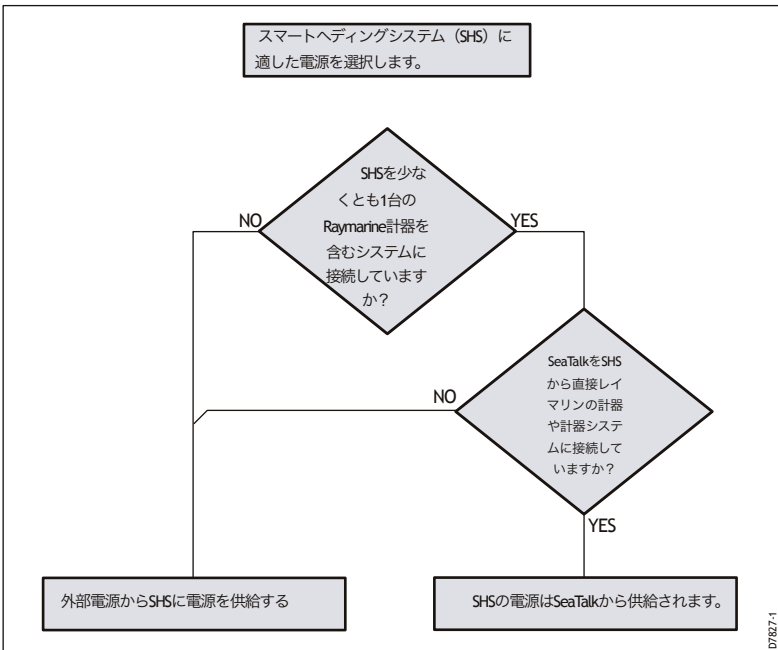 スマートヘディングシステム（SHS）に
適した電源を選択します。
SHSを少な
くとも1台の
Raymarine計器を
含むシステムに
接続しています
か？
NO
YES
SeaTalkをSHS
から直接レイ
マリンの計器
や計器システ
ムに接続して
いますか？
NO
YES
外部電源からSHSに電源を供給する
SHSの電源はSeaTalkから供給されます。
D7827-1